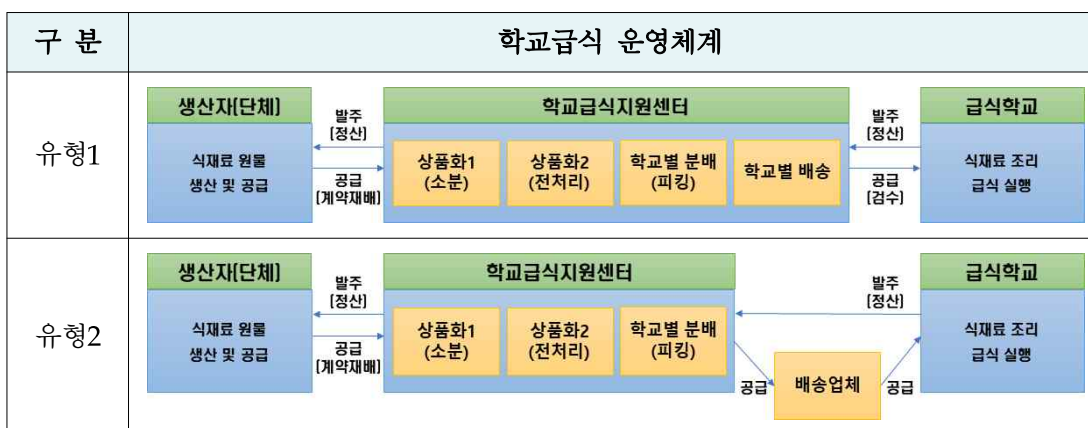 구 분
학교급식 운영체계
유형1
생산자[단체]
식재료 원물
생산 및 공급
발주
[정산]
공급
[계약재배]
학교급식지원센터
상품화1
(소분)
상품화2
(전처리)
학교별 분배
(피킹)
학교별 배송
발주
[정산]
공급
[검수]
급식학교
식재료 조리
급식 실행
유형2
생산자[단체]
식재료 원물
생산 및 공급
발주
[정산]
공급
[계약재배]
학교급식지원센터
상품화1
(소분)
상품화2
(전처리)
학교별 분배
(피킹)
발주
[정산]
공급
배송업체
공급
급식학교
식재료 조리
급식 실행